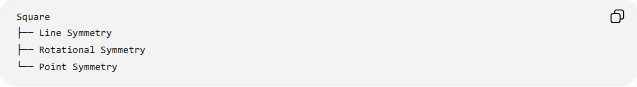 Square
├── Line Symmetry
├── Rotational Symmetry
└── Point Symmetry